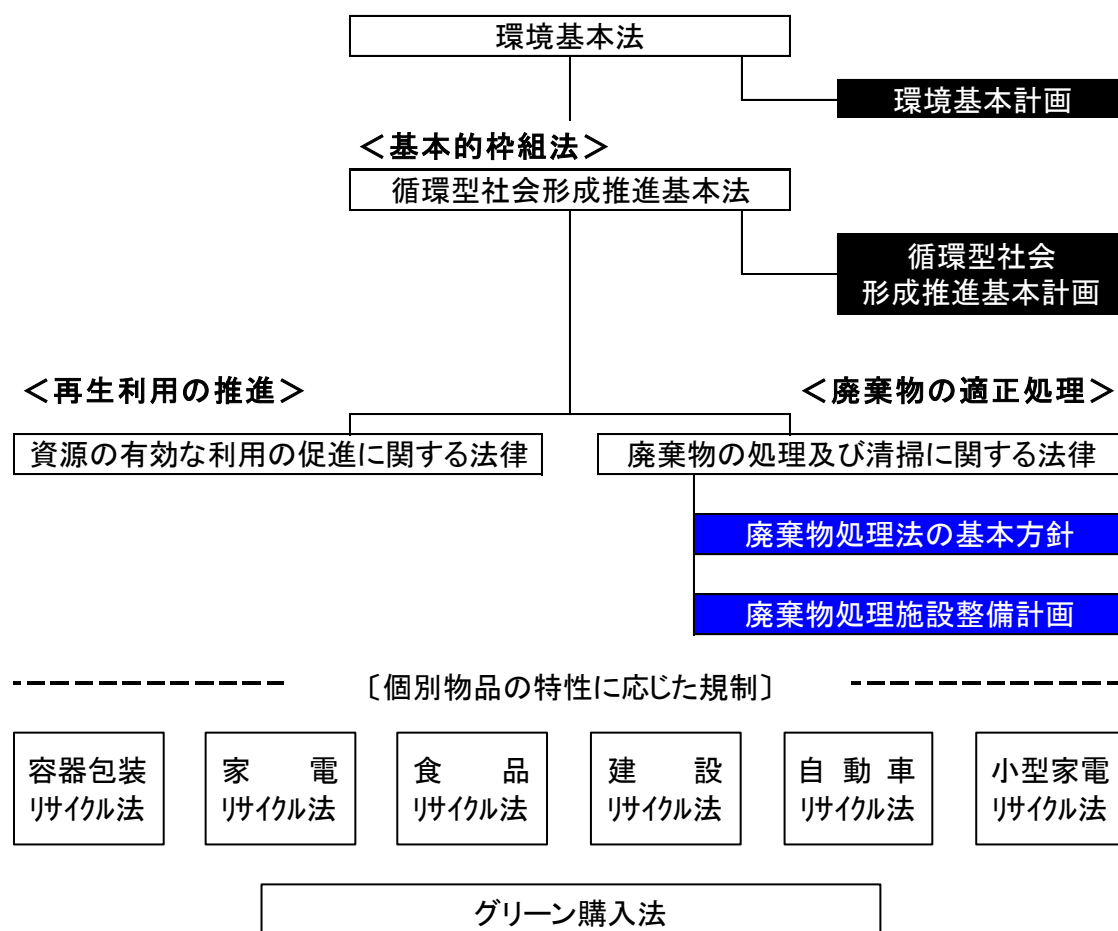 環境基本法
環境基本計画
＜基本的枠組法＞
循環型社会形成推進基本法
循環型社会
形成推進基本計画
＜再生利用の推進＞
＜廃棄物の適正処理＞
資源の有効な利用の促進に関する法律
廃棄物の処理及び清掃に関する法律
廃棄物処理法の基本方針
廃棄物処理施設整備計画
〔個別物品の特性に応じた規制〕
容器包装
リサイクル法
家電
リサイクル法
食品
リサイクル法
建設
リサイクル法
自動車
リサイクル法
小型家電
リサイクル法
グリーン購入法